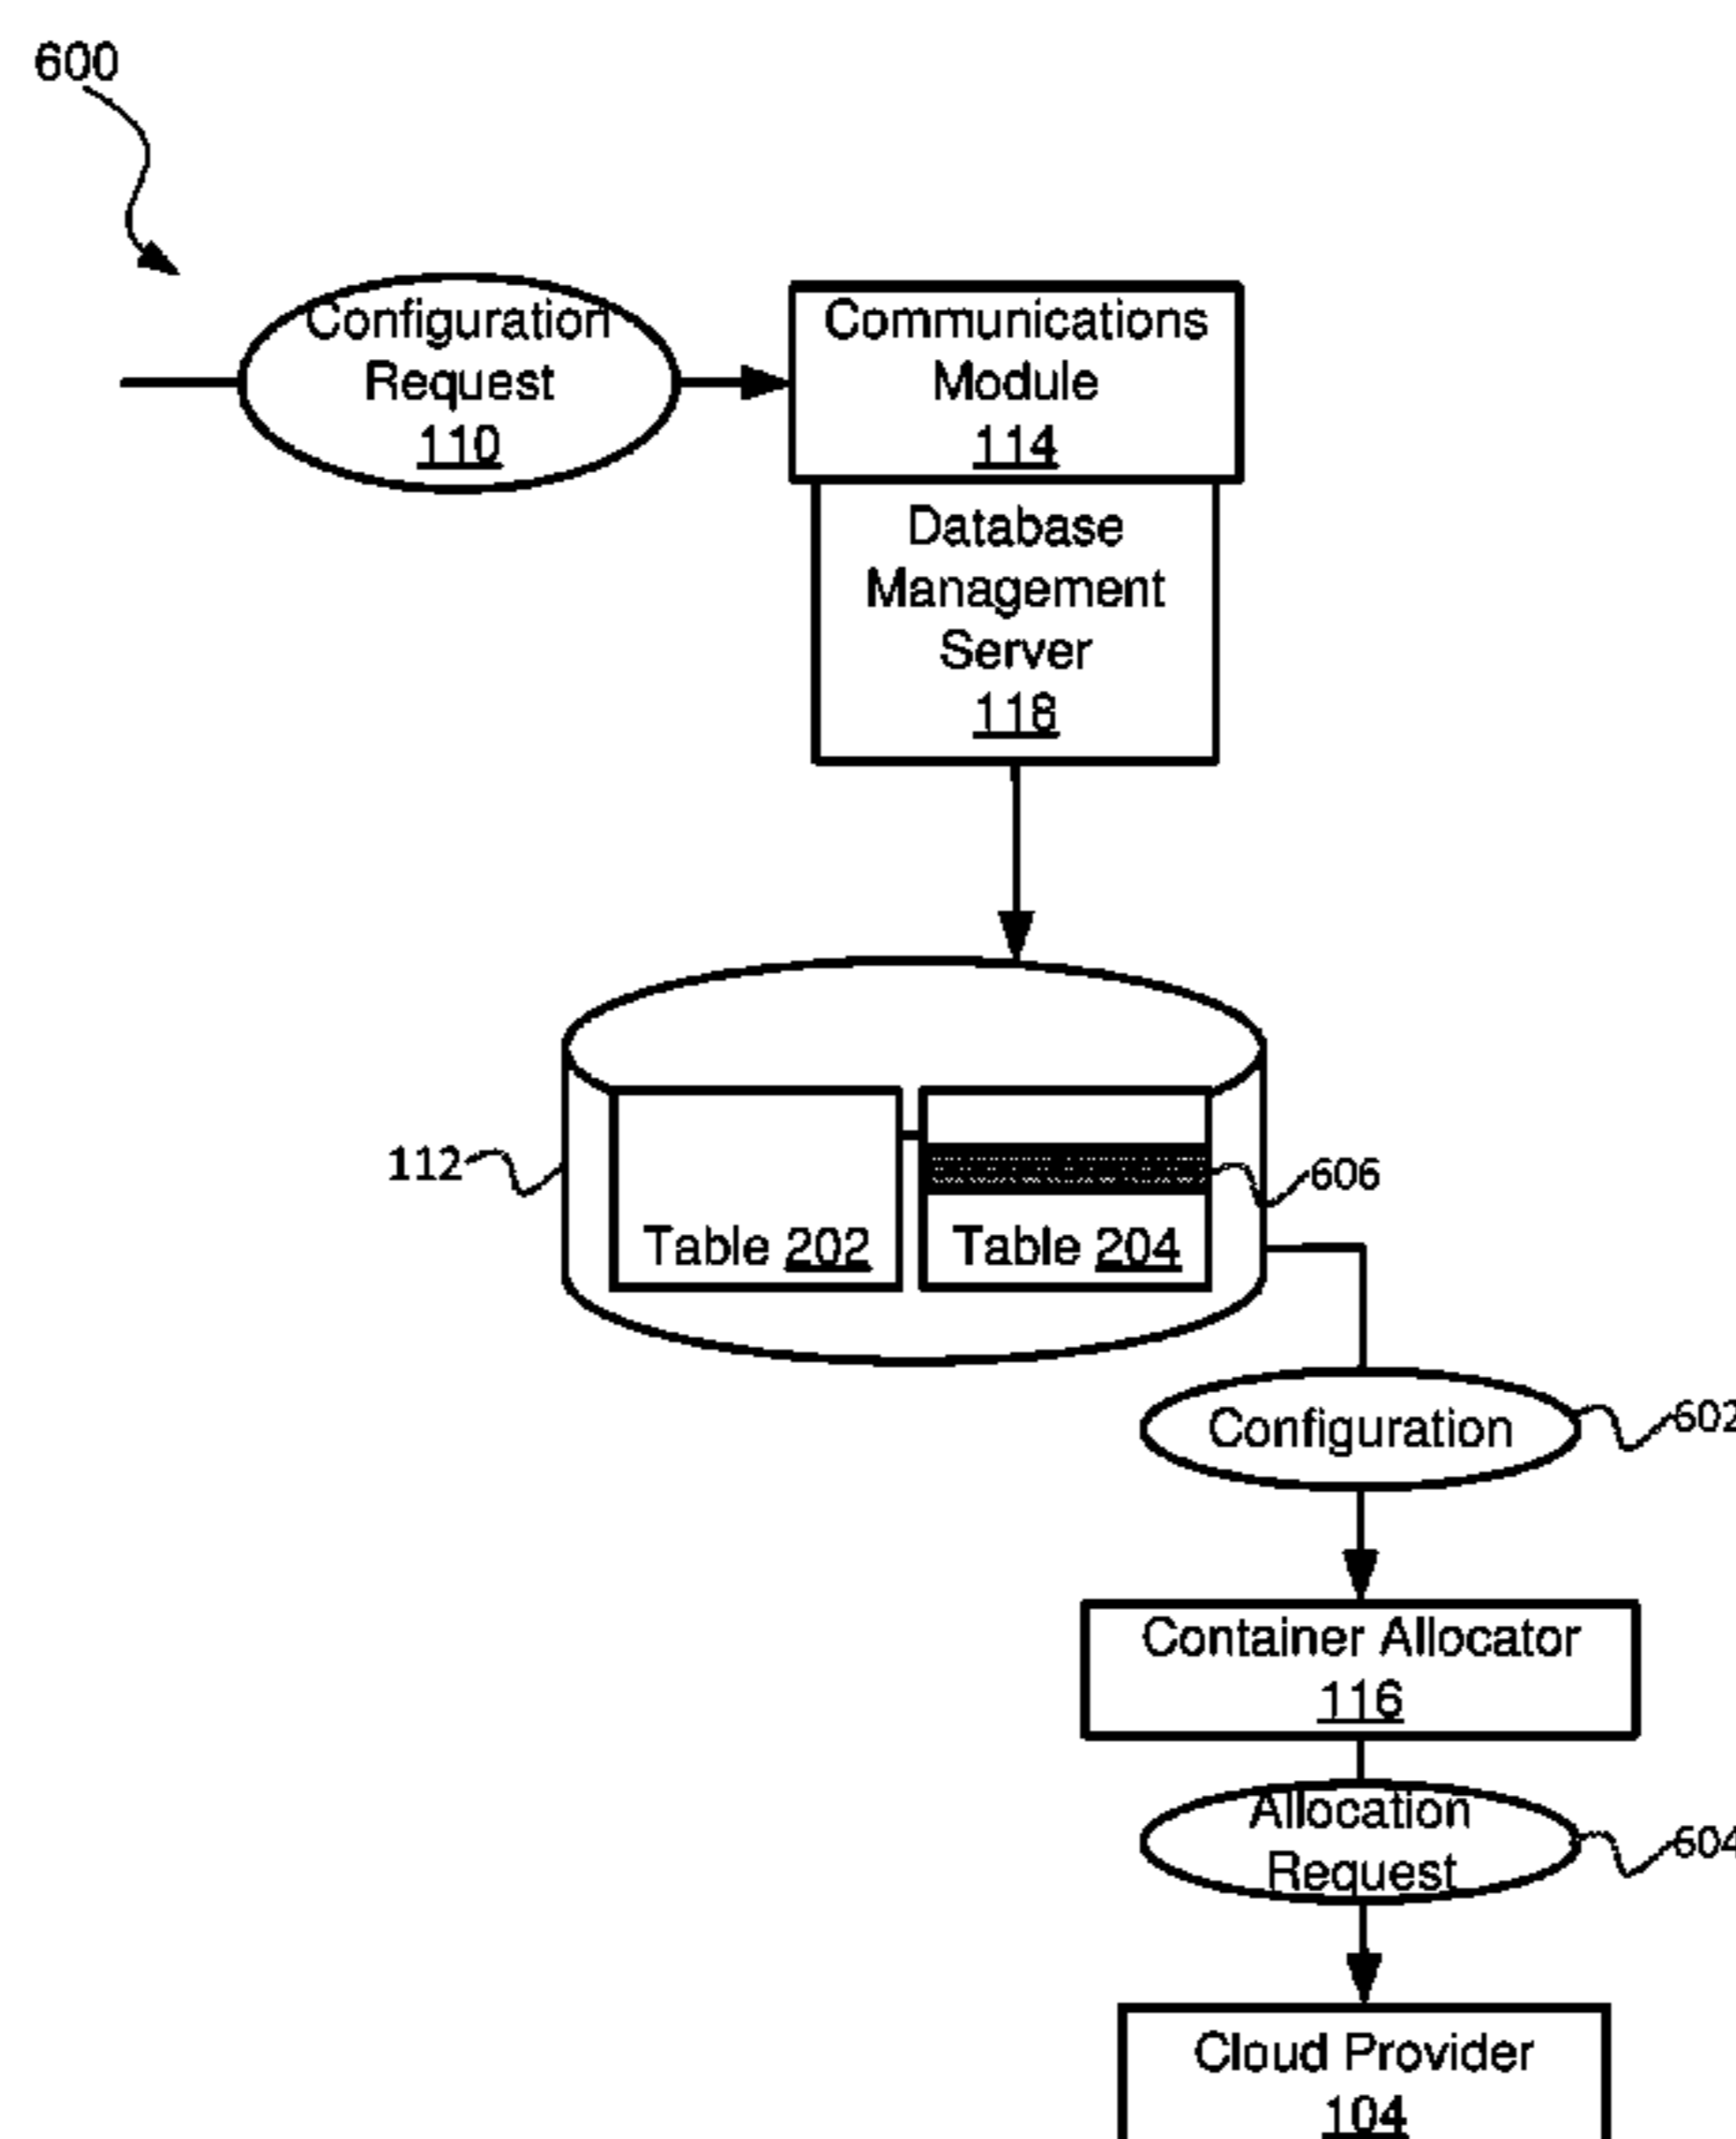 600
Configuration
Request
110
Communications
Module
114
Database
Management
Server
118
112
606
Table 202
Table 204
Configuration
602
Container Allocator
116
Allocation
Request
604
Cloud Provider
104